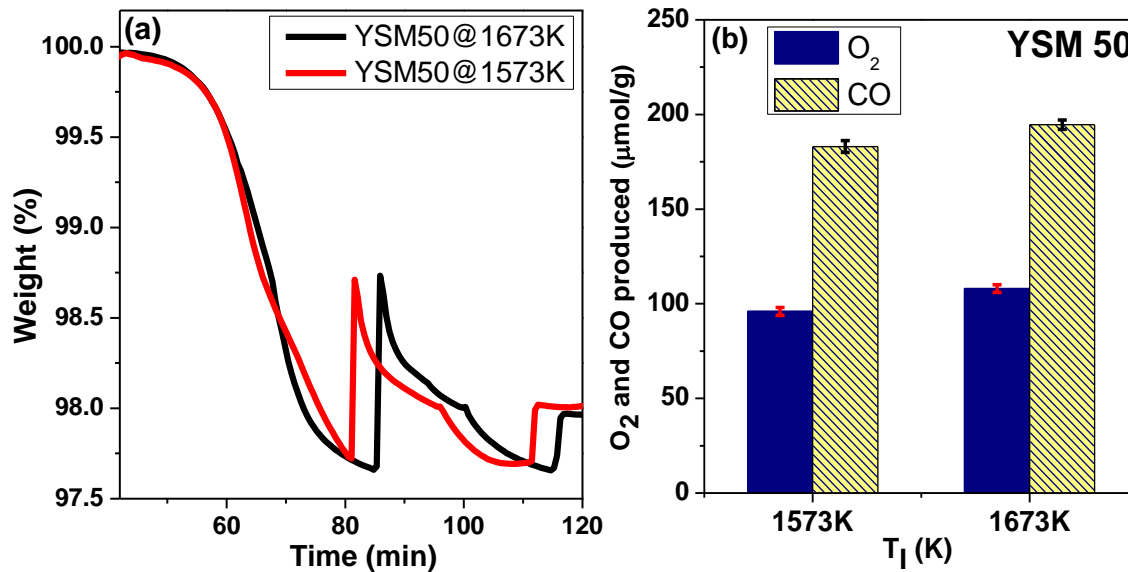 (a)
YSM50@1673K
YSM50@1573K
Weight (%)
100.0
99.5
99.0
98.5
98.0
97.5
60
80
100
120
Time (min)
(b)
YSM 50
O₂
CO
O₂ and CO produced (μmol/g)
250
200
150
100
50
0
1573K
1673K
T_I (K)